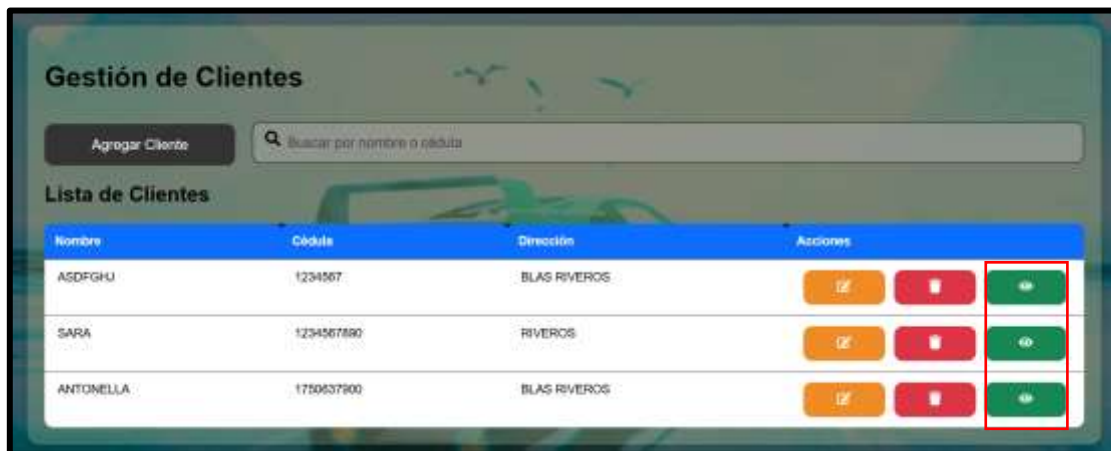 Gestión de Clientes
Agregar Cliente
Buscar por nombre o cédula
Lista de Clientes
Nombre Cédula Dirección Acciones
ASDFGHJ 1234567 BLAS RIVEROS
SARA 1234567890 RIVEROS
ANTONELLA 1750637900 BLAS RIVEROS